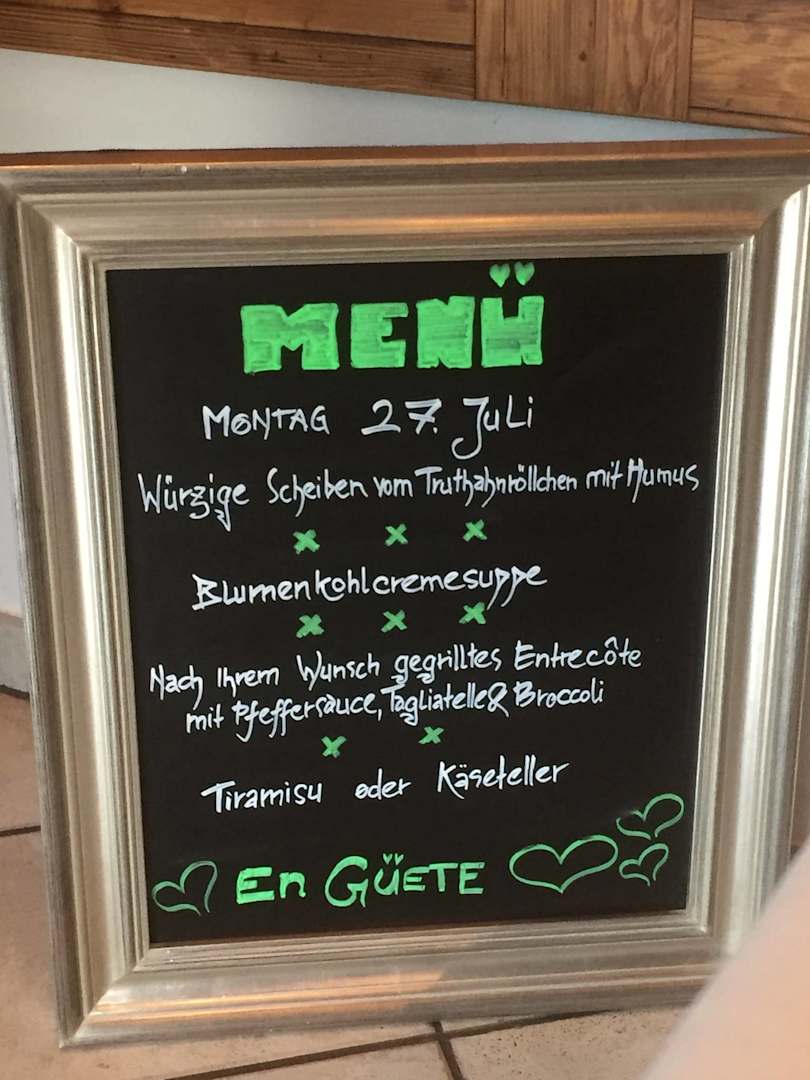 MENÜ
MONTAG 27. Juli
Würzige Scheiben vom Truthahnröllchen mit Humus
x x x
Blumenkohlcremesuppe
x x x
Nach Ihrem Wunsch gegrilltes Entrecôte
mit Pfeffersauce, Tagliatelle & Broccoli
x x
Tiramisu oder Käseteller
En GÜETE